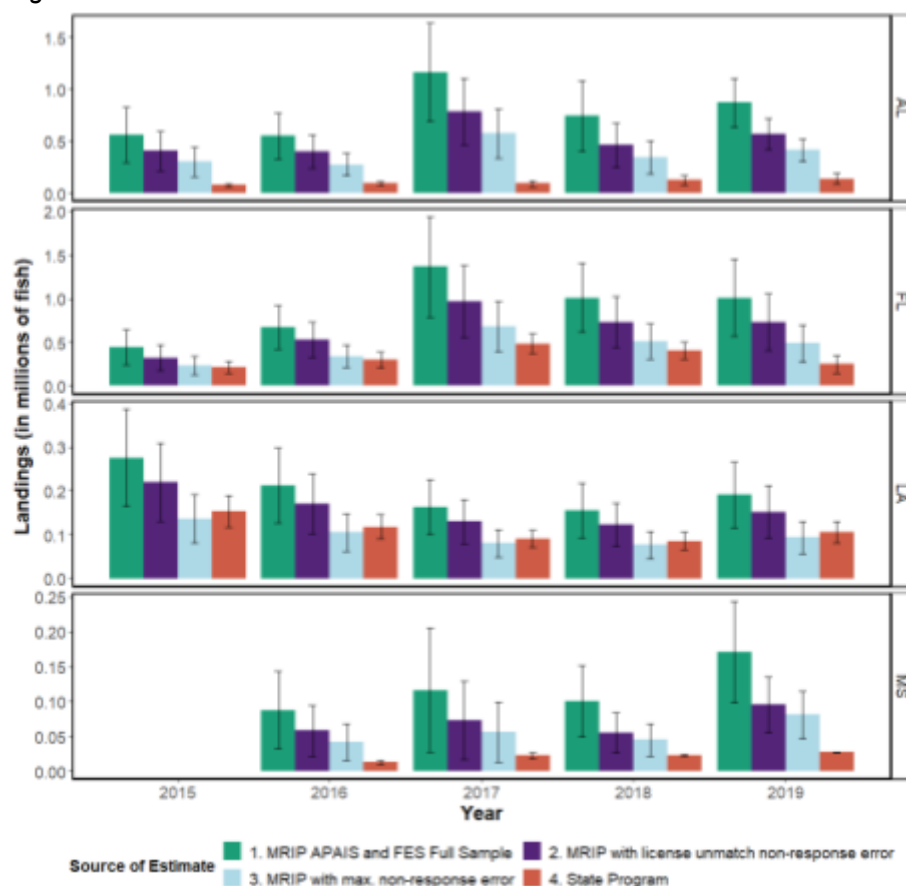 1.5
1.0
0.5
0.0
AL
2.0
1.5
1.0
0.5
0.0
FL
0.4
0.3
0.2
0.1
0.0
LA
0.25
0.20
0.15
0.10
0.05
0.00
MS
Landings (in millions of fish)
2015 2016 2017 2018 2019
Year
Source of Estimate
1. MRIP APAIS and FES Full Sample 2. MRIP with license unmatch non-response error
3. MRIP with max. non-response error 4. State Program